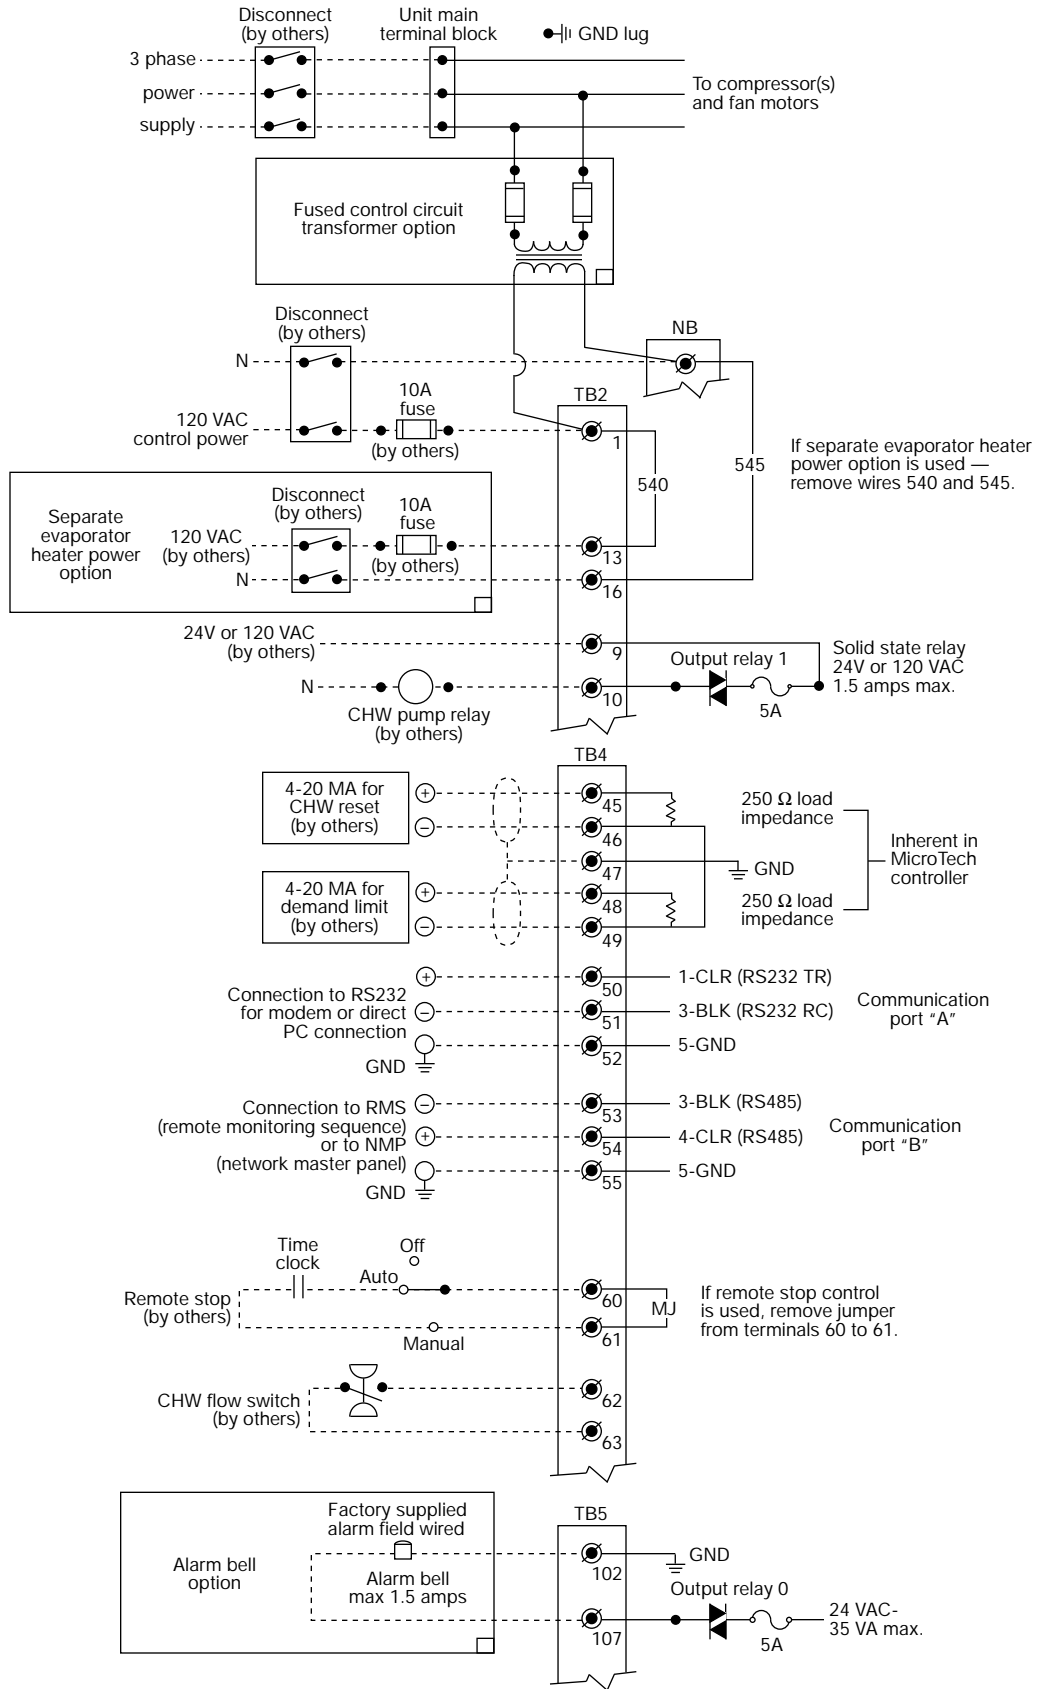 Disconnect
(by others)
Unit main
terminal block
GND lug
3 phase
power
supply
To compressor(s)
and fan motors
Fused control circuit
transformer option
Disconnect
(by others)
N
NB
120 VAC
control power
10A
fuse
(by others)
TB2
1
540
545
If separate evaporator heater
power option is used —
remove wires 540 and 545.
Separate
evaporator
heater power
option
Disconnect
(by others)
120 VAC
(by others)
N
10A
fuse
(by others)
13
16
24V or 120 VAC
(by others)
9
Output relay 1
Solid state relay
24V or 120 VAC
1.5 amps max.
N
CHW pump relay
(by others)
10
5A
TB4
4-20 MA for
CHW reset
(by others)
+
−
45
46
47
250 Ω load
impedance
GND
Inherent in
MicroTech
controller
4-20 MA for
demand limit
(by others)
+
−
48
49
250 Ω load
impedance
Connection to RS232
for modem or direct
PC connection
+
−
GND
50
51
52
1-CLR (RS232 TR)
3-BLK (RS232 RC)
5-GND
Communication
port “A”
Connection to RMS
(remote monitoring sequence)
or to NMP
(network master panel)
−
+
GND
53
54
55
3-BLK (RS485)
4-CLR (RS485)
5-GND
Communication
port “B”
Time
clock
Off
Auto
Remote stop
(by others)
Manual
60
61
MJ
If remote stop control
is used, remove jumper
from terminals 60 to 61.
CHW flow switch
(by others)
62
63
Alarm bell
option
Factory supplied
alarm field wired
Alarm bell
max 1.5 amps
TB5
102
GND
107
Output relay 0
5A
24 VAC-
35 VA max.